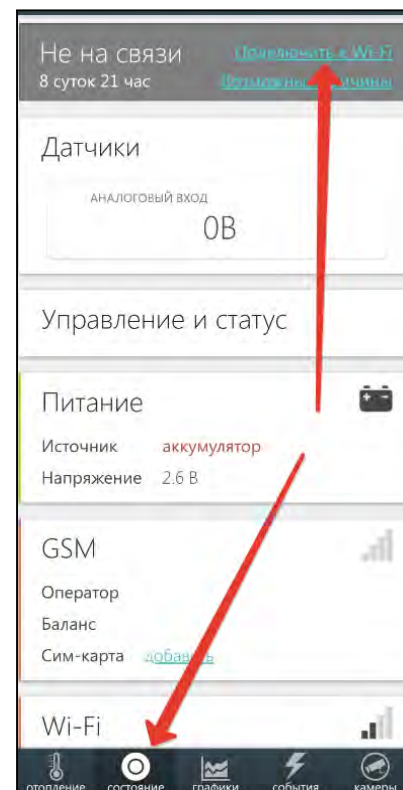 Не на связи Подключить к Wi-Fi
8 суток 21 час Возможны
Датчики
АНАЛОГОВЫЙ ВХОД
0В
Управление и статус
Питание
Источник аккумулятор
Напряжение 2.6 В
GSM
Оператор
Баланс
Сим-карта добавить
Wi-Fi
отопление состояние графики события камеры